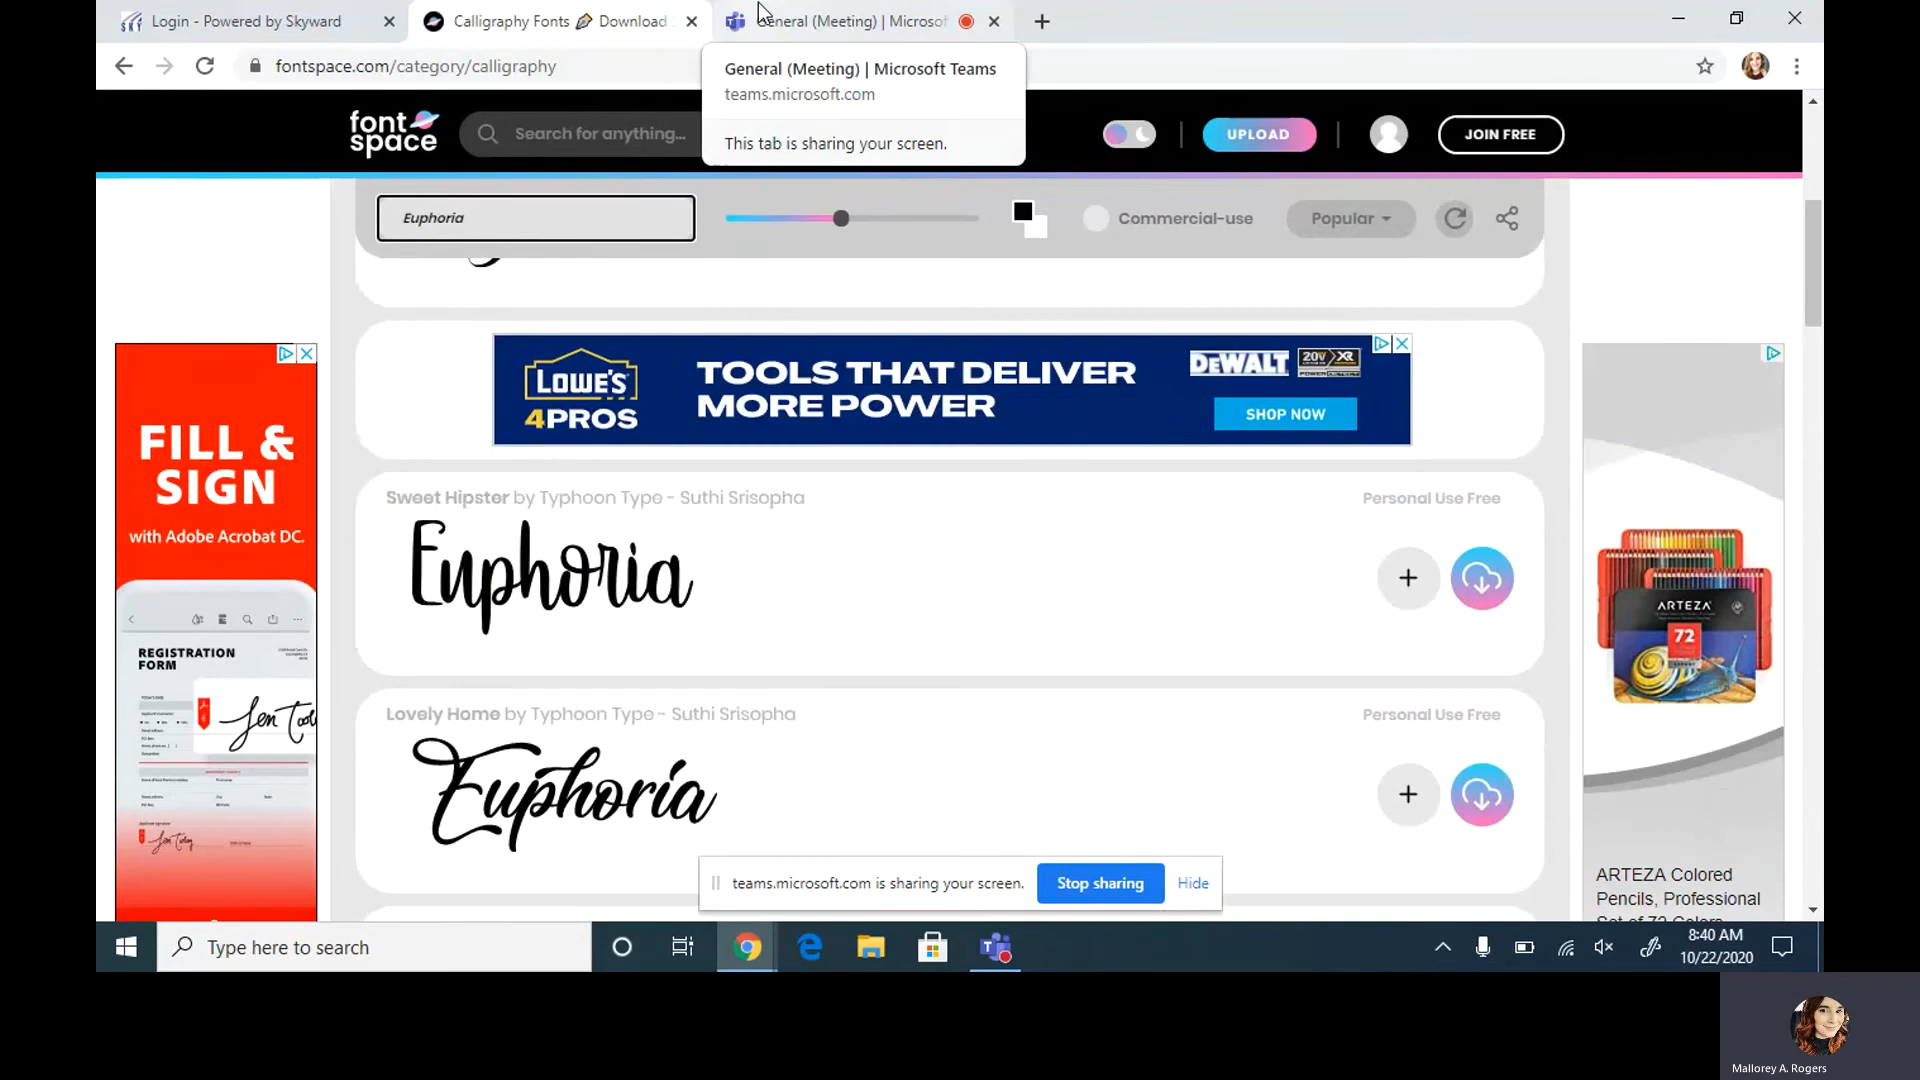 Login - Powered by Skyward
Calligraphy Fonts Download
General (Meeting) | Microsof
fontspace.com/category/calligraphy
General (Meeting) | Microsoft Teams
teams.microsoft.com
This tab is sharing your screen.
font space
Search for anything...
UPLOAD
JOIN FREE
Euphoria
Commercial-use
Popular
LOWE'S
4PROS
TOOLS THAT DELIVER
MORE POWER
DEWALT
20V XR
SHOP NOW
FILL &
SIGN
with Adobe Acrobat DC.
REGISTRATION
FORM
Sweet Hipster by Typhoon Type - Suthi Srisopha
Personal Use Free
Euphoria
Lovely Home by Typhoon Type - Suthi Srisopha
Personal Use Free
Euphoria
ARTEZA
72
ARTEZA Colored
Pencils, Professional
Set of 72 Colors
teams.microsoft.com is sharing your screen.
Stop sharing
Hide
Type here to search
8:40 AM
10/22/2020
Mallorey A. Rogers